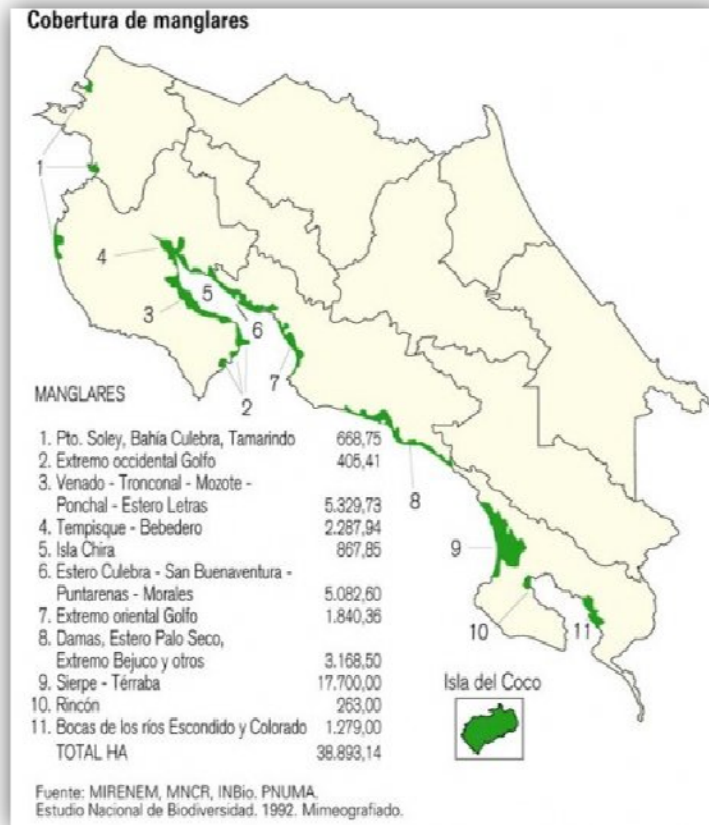 Cobertura de manglares
1
4
5
3
6
7
2
MANGLARES
1. Pto. Soley, Bahía Culebra, Tamarindo 668,75
2. Extremo occidental Golfo 405,41
3. Venado - Tronconal - Mozote -
Ponchal - Estero Letras 5.329,73
4. Tempisque - Bebedero 2.287,94
5. Isla Chira 867,85
6. Estero Culebra - San Buenaventura -
Puntarenas - Morales 5.082,60
7. Extremo oriental Golfo 1.840,36
8. Damas, Estero Palo Seco,
Extremo Bejuco y otros 3.168,50
9. Sierpe - Térraba 17.700,00
10. Rincón 263,00
11. Bocas de los ríos Escondido y Colorado 1.279,00
TOTAL HA 38.893,14
8
9
10
11
Isla del Coco
Fuente: MIRENEM, MNCR, INBio. PNUMA.
Estudio Nacional de Biodiversidad. 1992. Mimeografiado.